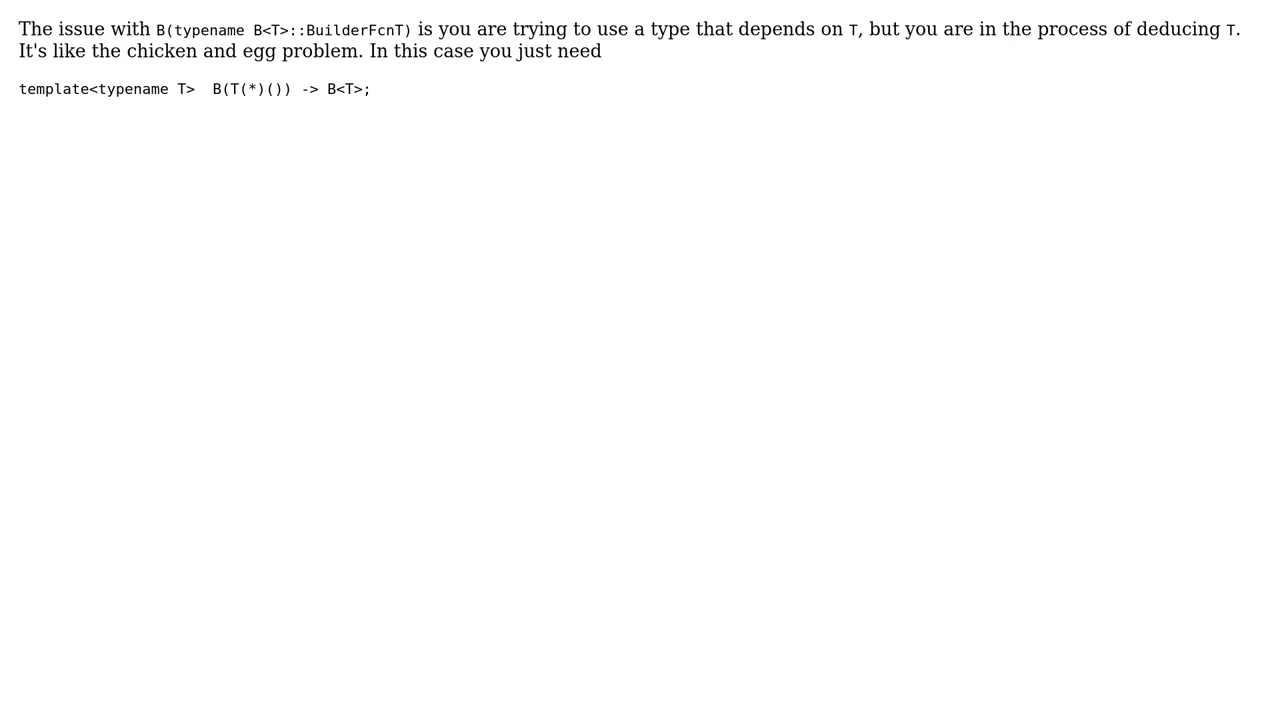 The issue with B(typename B<T>::BuilderFcnT) is you are trying to use a type that depends on T, but you are in the process of deducing T.
It's like the chicken and egg problem. In this case you just need
template<typename T>  B(T(*)()) -> B<T>;